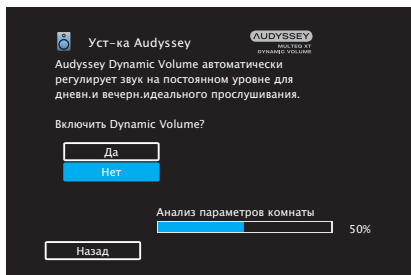 Уст-ка Audyssey
AUDYSSEY
MULTEQ XT
DYNAMIC VOLUME
Audyssey Dynamic Volume автоматически
регулирует звук на постоянном уровне для
дневн.и вечерн.идеального прослушивания.
Включить Dynamic Volume?
Да
Нет
Анализ параметров комнаты
50%
Назад